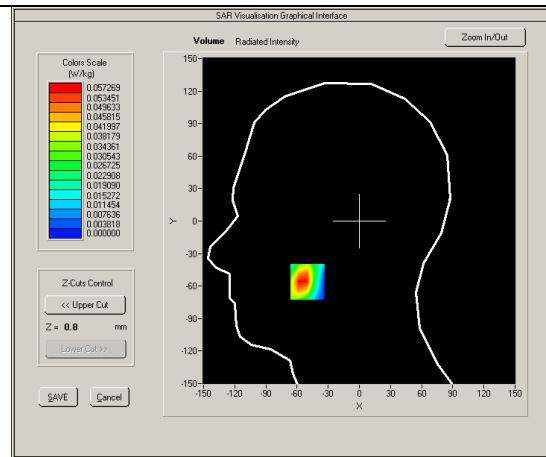 SAR Visualisation Graphical Interface
Volume Radiated Intensity
Zoom In/Out
Colors Scale
(W/kg)
0.057269
0.053451
0.049633
0.045815
0.041997
0.038179
0.034361
0.030543
0.026725
0.022908
0.019090
0.015272
0.011454
0.007636
0.003818
0.000000
Z-Cuts Control
<< Upper Cut
Z = 0.8 mm
Lower Cut >>
SAVE Cancel
150
120
90
60
30
Y 0
-30
-60
-90
-120
-150
-150 -120 -90 -60 -30 0 30 60 90 120 150
X